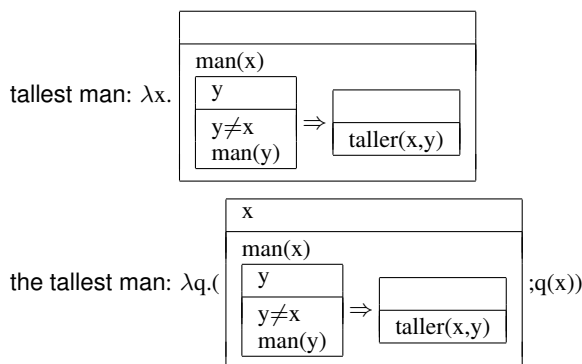 man(x)
y
tallest man: λx.
y≠x ⇒
man(y)
taller(x,y)
x
man(x)
y
the tallest man: λq.( ;q(x))
y≠x ⇒
man(y)
taller(x,y)